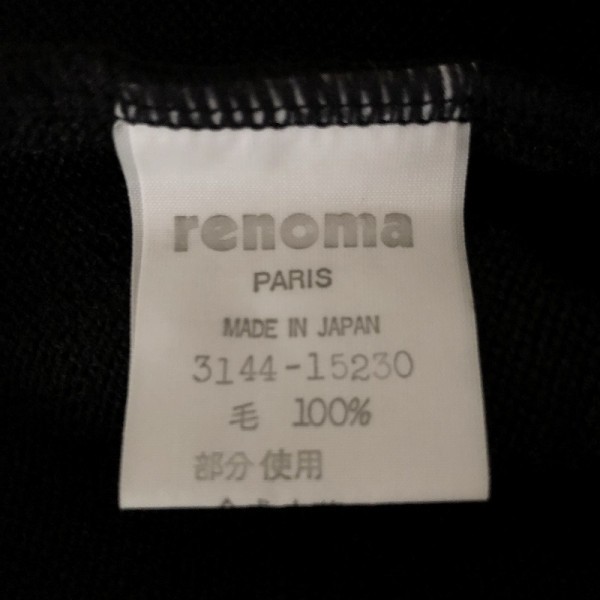 renoma
PARIS
MADE IN JAPAN
3144-15230
毛 100%
部分使用